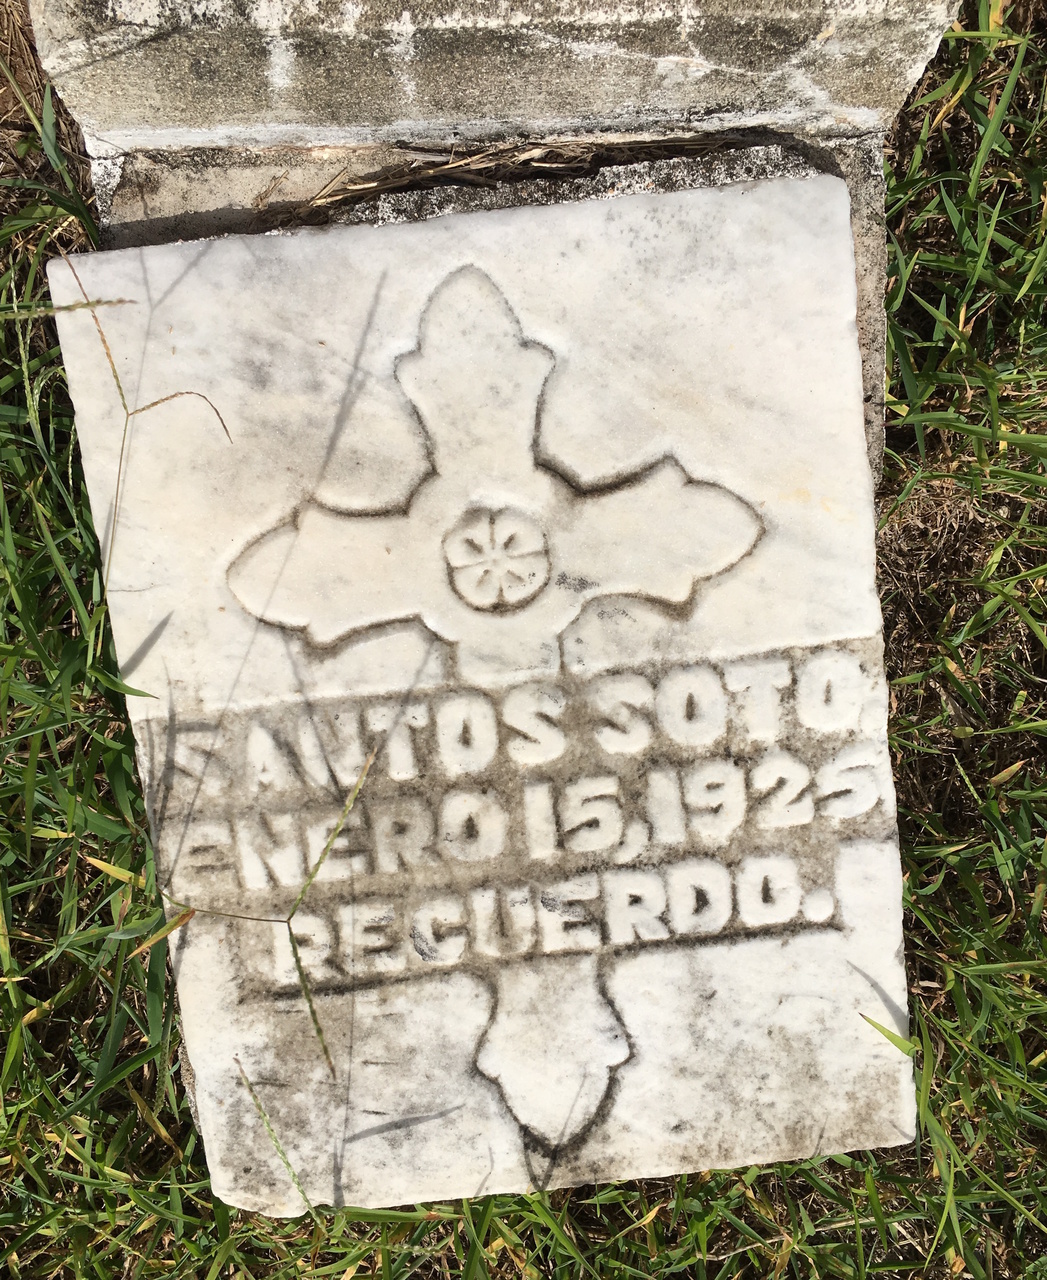 SANTOS SOTO.
ENERO 15, 1925
RECUERDO.